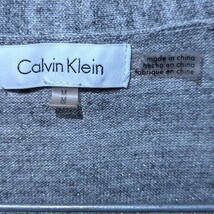 Calvin Klein
M
M
made in china
hecho en china
fabriqué en chine